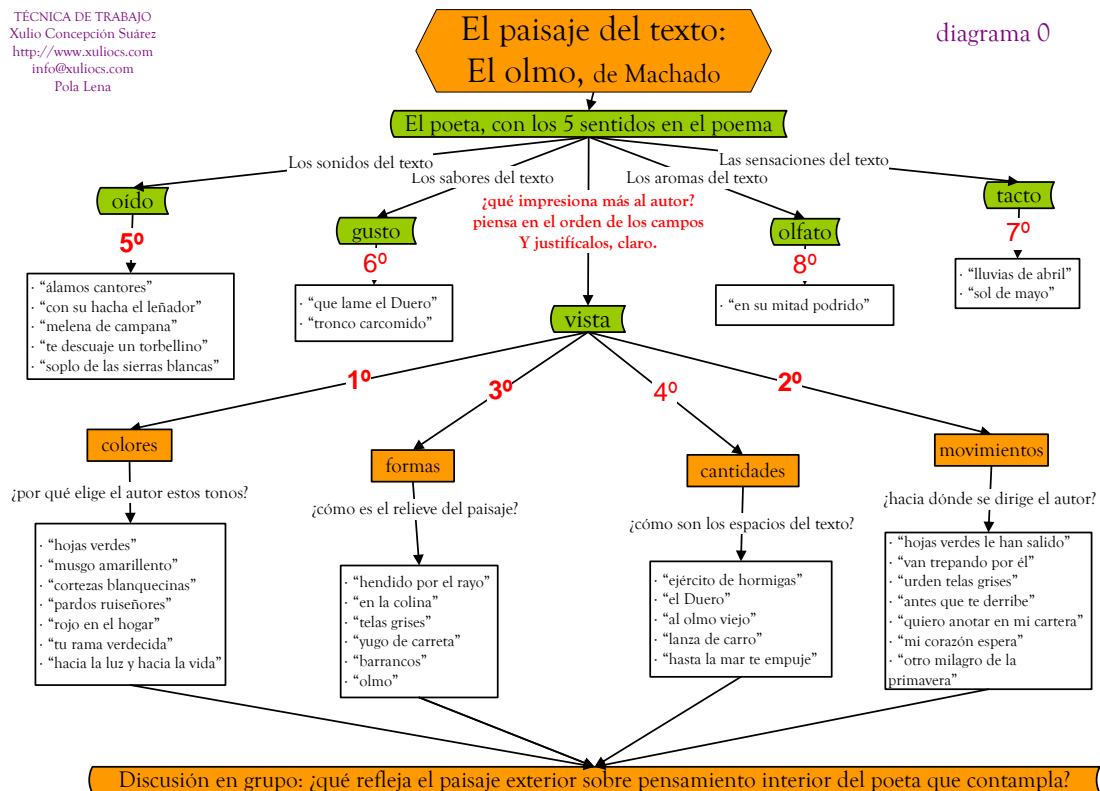 TÉCNICA DE TRABAJO
Xulio Concepción Suárez
http://www.xuliocs.com
info@xuliocs.com
Pola Lena
El paisaje del texto:
El olmo, de Machado
diagrama 0
El poeta, con los 5 sentidos en el poema
Los sonidos del texto
Los sabores del texto
¿qué impresiona más al autor?
piensa en el orden de los campos
Y justifícalos, claro.
Los aromas del texto
Las sensaciones del texto
oído
5º
· “álamos cantores”
· “con su hacha el leñador”
· “melena de campana”
· “te descuaje un torbellino”
· “soplo de las sierras blancas”
gusto
6º
· “que lame el Duero”
· “tronco carcomido”
olfato
8º
· “en su mitad podrido”
tacto
7º
· “lluvias de abril”
· “sol de mayo”
vista
1º
3º
4º
2º
colores
¿por qué elige el autor estos tonos?
· “hojas verdes”
· “musgo amarillento”
· “cortezas blanquecinas”
· “pardos ruiseñores”
· “rojo en el hogar”
· “tu rama verdecida”
· “hacia la luz y hacia la vida”
formas
¿cómo es el relieve del paisaje?
· “hendido por el rayo”
· “en la colina”
· “telas grises”
· “yugo de carreta”
· “barrancos”
· “olmo”
cantidades
¿cómo son los espacios del texto?
· “ejército de hormigas”
· “el Duero”
· “al olmo viejo”
· “lanza de carro”
· “hasta la mar te empuje”
movimientos
¿hacia dónde se dirige el autor?
· “hojas verdes le han salido”
· “van trepando por él”
· “urden telas grises”
· “antes que te derribe”
· “quiero anotar en mi cartera”
· “mi corazón espera”
· “otro milagro de la
primavera”
Discusión en grupo: ¿qué refleja el paisaje exterior sobre pensamiento interior del poeta que contampla?